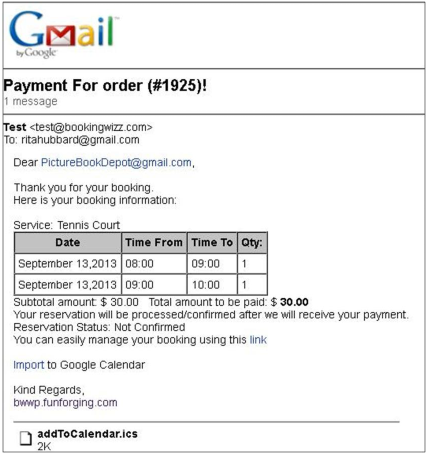 Gmail
by Google
Payment For order (#1925)!
1 message
Test <test@bookingwizz.com>
To: ritahubbard@gmail.com
Dear PictureBookDepot@gmail.com,
Thank you for your booking.
Here is your booking information:
Service: Tennis Court
Date Time From Time To Qty:
September 13,2013 08:00 09:00 1
September 13,2013 09:00 10:00 1
Subtotal amount: $ 30.00 Total amount to be paid: $ 30.00
Your reservation will be processed/confirmed after we will receive your payment.
Reservation Status: Not Confirmed
You can easily manage your booking using this link
Import to Google Calendar
Kind Regards,
bwwp.funforging.com
addToCalendar.ics
2K